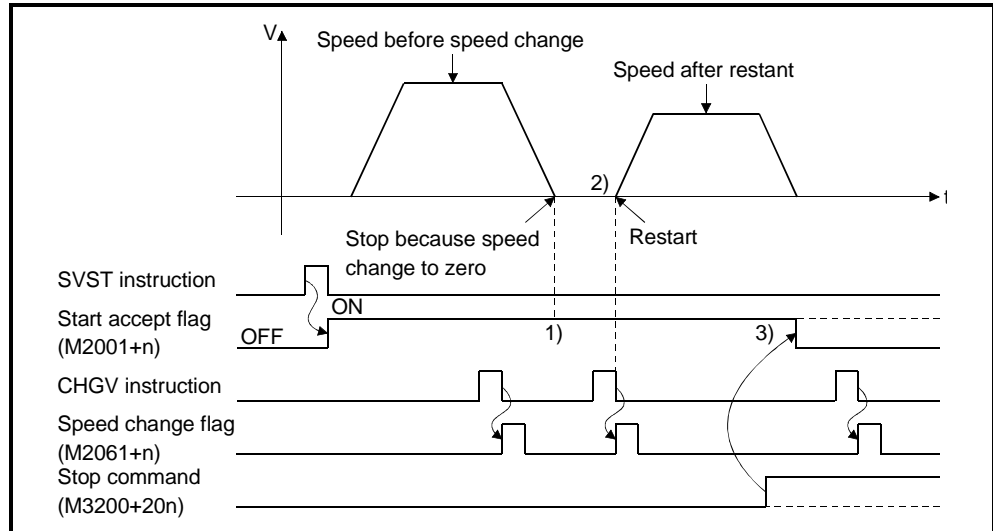 V
Speed before speed change
Speed after restant
2)
t
Stop because speed
change to zero
Restart
SVST instruction
ON
Start accept flag
(M2001+n)
OFF
1)
3)
CHGV instruction
Speed change flag
(M2061+n)
Stop command
(M3200+20n)